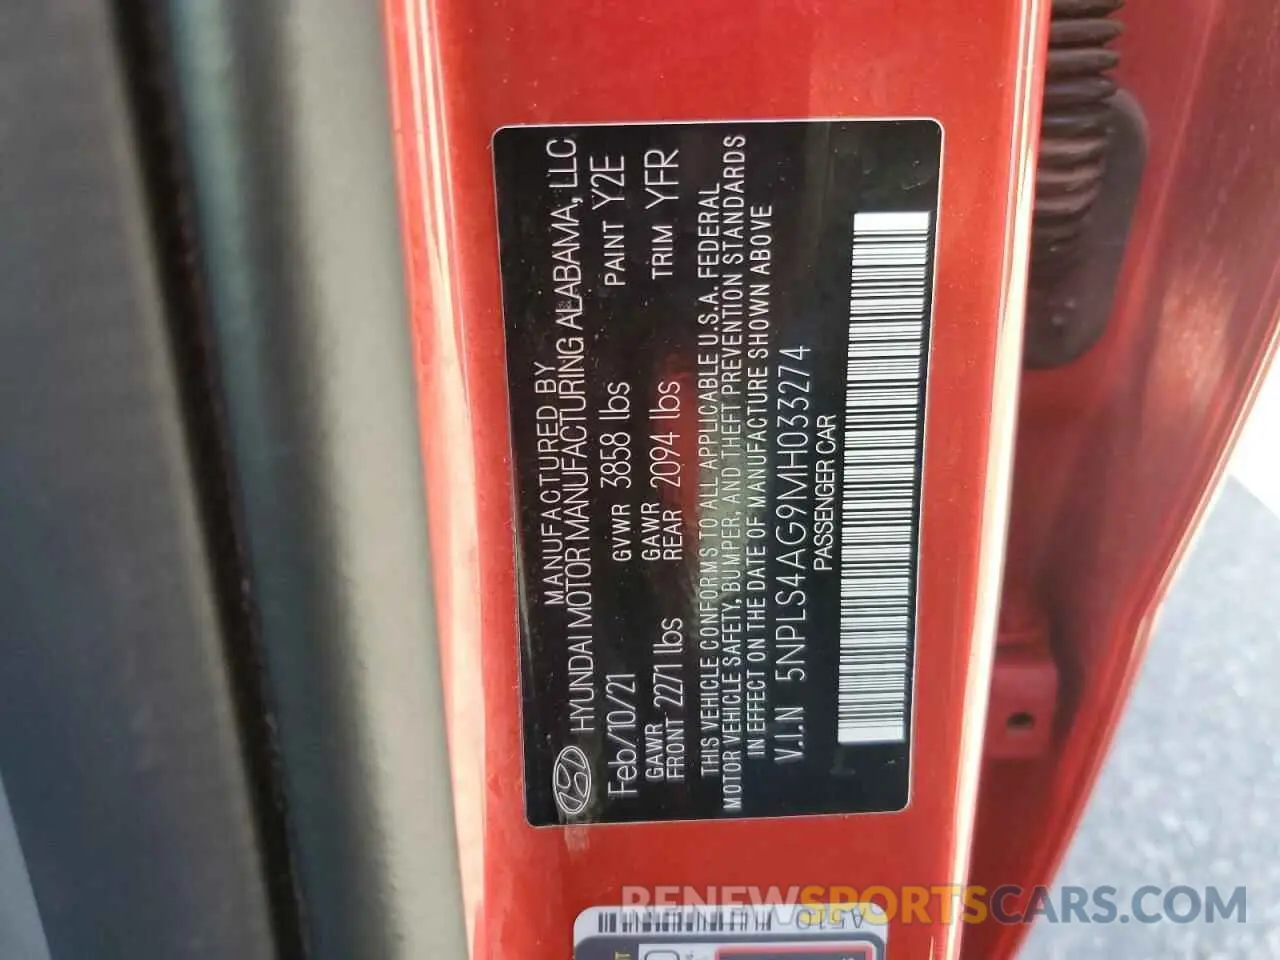 MANUFACTURED BY
HYUNDAI MOTOR MANUFACTURING ALABAMA, LLC
Feb/10/21 GVWR 3858 lbs PAINT Y2E
GAWR FRONT 2271 lbs GAWR REAR 2094 lbs TRIM YFR
THIS VEHICLE CONFORMS TO ALL APPLICABLE U.S.A. FEDERAL
MOTOR VEHICLE SAFETY, BUMPER, AND THEFT PREVENTION STANDARDS
IN EFFECT ON THE DATE OF MANUFACTURE SHOWN ABOVE
V.I.N 5NPLS4AG9MH033274
PASSENGER CAR
A510
RENEWSPORTSCARS.COM